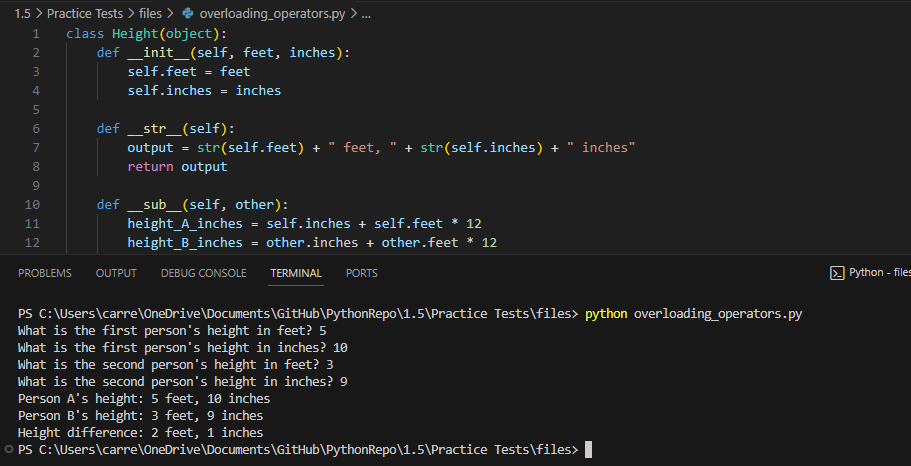 1.5 > Practice Tests > files > overloading_operators.py > ...
1 class Height(object):
2 def __init__(self, feet, inches):
3 self.feet = feet
4 self.inches = inches
5
6 def __str__(self):
7 output = str(self.feet) + " feet, " + str(self.inches) + " inches"
8 return output
9
10 def __sub__(self, other):
11 height_A_inches = self.inches + self.feet * 12
12 height_B_inches = other.inches + other.feet * 12
PROBLEMS OUTPUT DEBUG CONSOLE TERMINAL PORTS Python - files
PS C:\Users\carre\OneDrive\Documents\GitHub\PythonRepo\1.5\Practice Tests\files> python overloading_operators.py
What is the first person's height in feet? 5
What is the first person's height in inches? 10
What is the second person's height in feet? 3
What is the second person's height in inches? 9
Person A's height: 5 feet, 10 inches
Person B's height: 3 feet, 9 inches
Height difference: 2 feet, 1 inches
PS C:\Users\carre\OneDrive\Documents\GitHub\PythonRepo\1.5\Practice Tests\files>